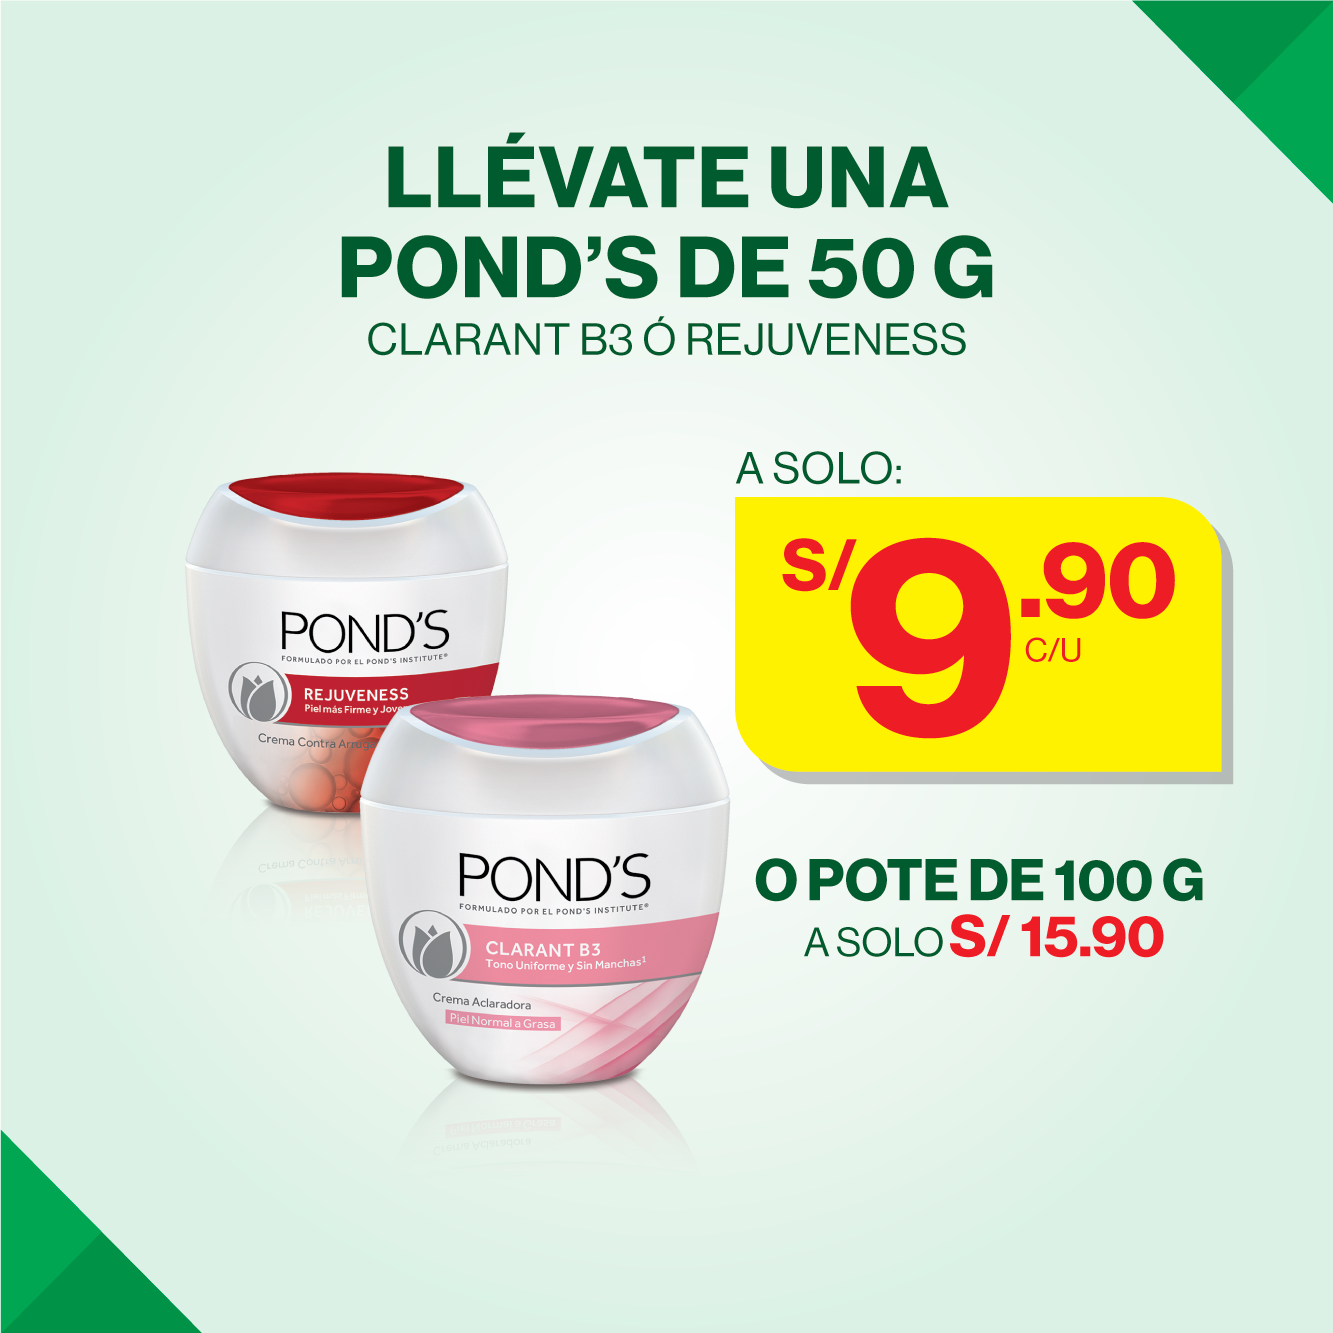 LLÉVATE UNA
POND'S DE 50 G
CLARANT B3 Ó REJUVENESS
A SOLO:
S/9.90
C/U
POND'S
FORMULADO POR EL POND'S INSTITUTE®
REJUVENESS
Piel más Firme y
Crema Contra
POND'S
FORMULADO POR EL POND'S INSTITUTE®
CLARANT B3
Tono Uniforme y Sin Manchas¹
Crema Aclaradora
Piel Normal a Grasa
O POTE DE 100 G
A SOLO S/ 15.90